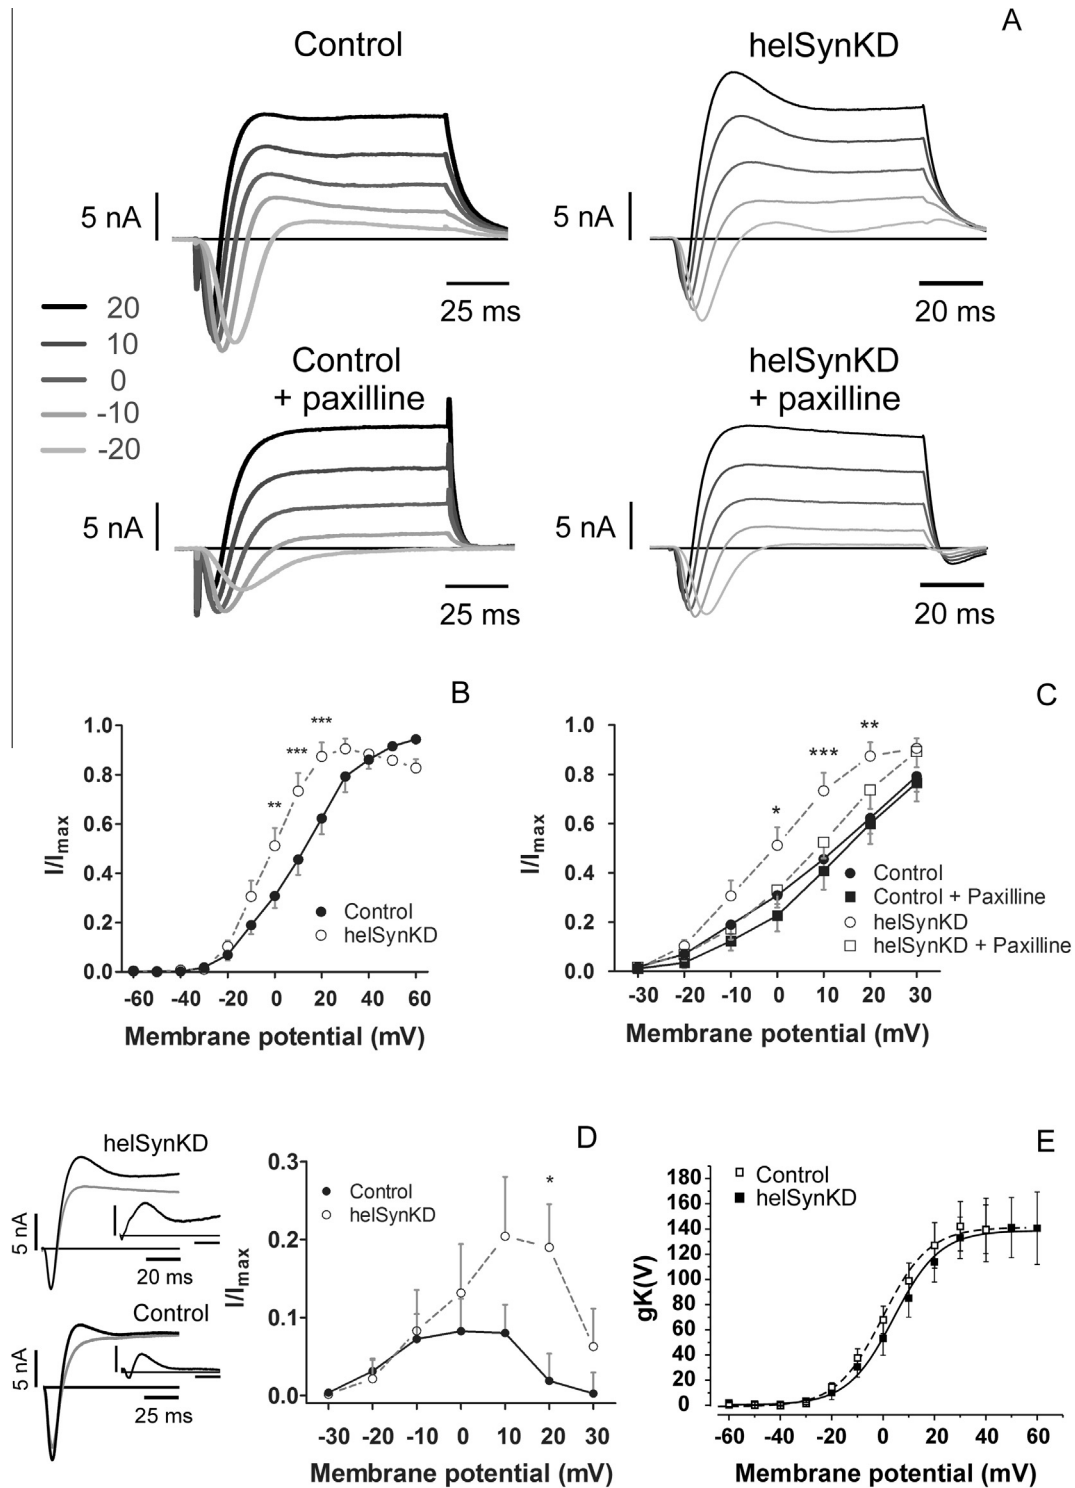 A
Control
helSynKD
5 nA
5 nA
25 ms
20 ms
20
10
0
-10
-20
Control
+ paxilline
helSynKD
+ paxilline
5 nA
5 nA
25 ms
20 ms
B
1.0
0.8
0.6
0.4
0.2
0.0
I/Imax
**
***
***
Control
helSynKD
-60 -40 -20 0 20 40 60
Membrane potential (mV)
C
1.0
0.8
0.6
0.4
0.2
0.0
I/Imax
*
***
**
Control
Control + Paxilline
helSynKD
helSynKD + Paxilline
-30 -20 -10 0 10 20 30
Membrane potential (mV)
helSynKD
5 nA
20 ms
Control
5 nA
25 ms
D
0.3
0.2
0.1
0.0
I/Imax
Control
helSynKD
*
-30 -20 -10 0 10 20 30
Membrane potential (mV)
E
180
160
140
120
100
80
60
40
20
0
gK(V)
Control
helSynKD
-60 -40 -20 0 20 40 60
Membrane potential (mV)